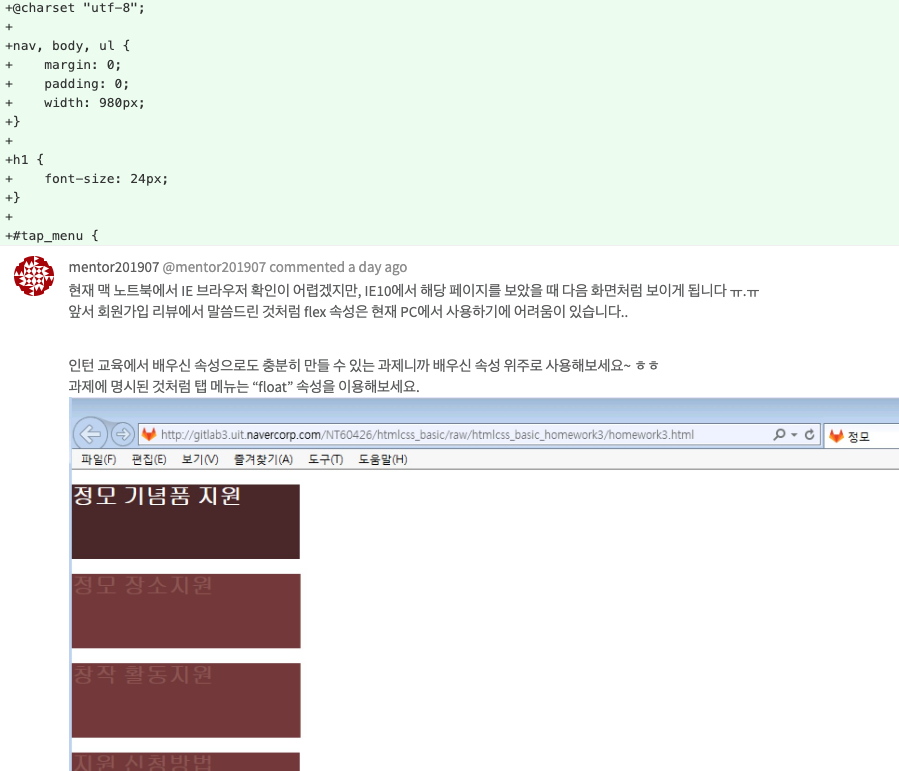 +@charset "utf-8";
+
+nav, body, ul {
+    margin: 0;
+    padding: 0;
+    width: 980px;
+}
+
+h1 {
+    font-size: 24px;
+}
+
+#tap_menu {
mentor201907 @mentor201907 commented a day ago
현재 맥 노트북에서 IE 브라우저 확인이 어렵겠지만, IE10에서 해당 페이지를 보았을 때 다음 화면처럼 보이게 됩니다 ㅠ.ㅠ
앞서 회원가입 리뷰에서 말씀드린 것처럼 flex 속성은 현재 PC에서 사용하기에 어려움이 있습니다..
인턴 교육에서 배우신 속성으로도 충분히 만들 수 있는 과제니까 배우신 속성 위주로 사용해보세요~ ㅎㅎ
과제에 명시된 것처럼 탭 메뉴는 “float” 속성을 이용해보세요.
http://gitlab3.uit.navercorp.com/NT60426/htmlcss_basic/raw/htmlcss_basic_homework3/homework3.html
정모
파일(F) 편집(E) 보기(V) 즐겨찾기(A) 도구(T) 도움말(H)
정모 기념품 지원
정모 장소지원
창작 활동지원
지원 신청방법